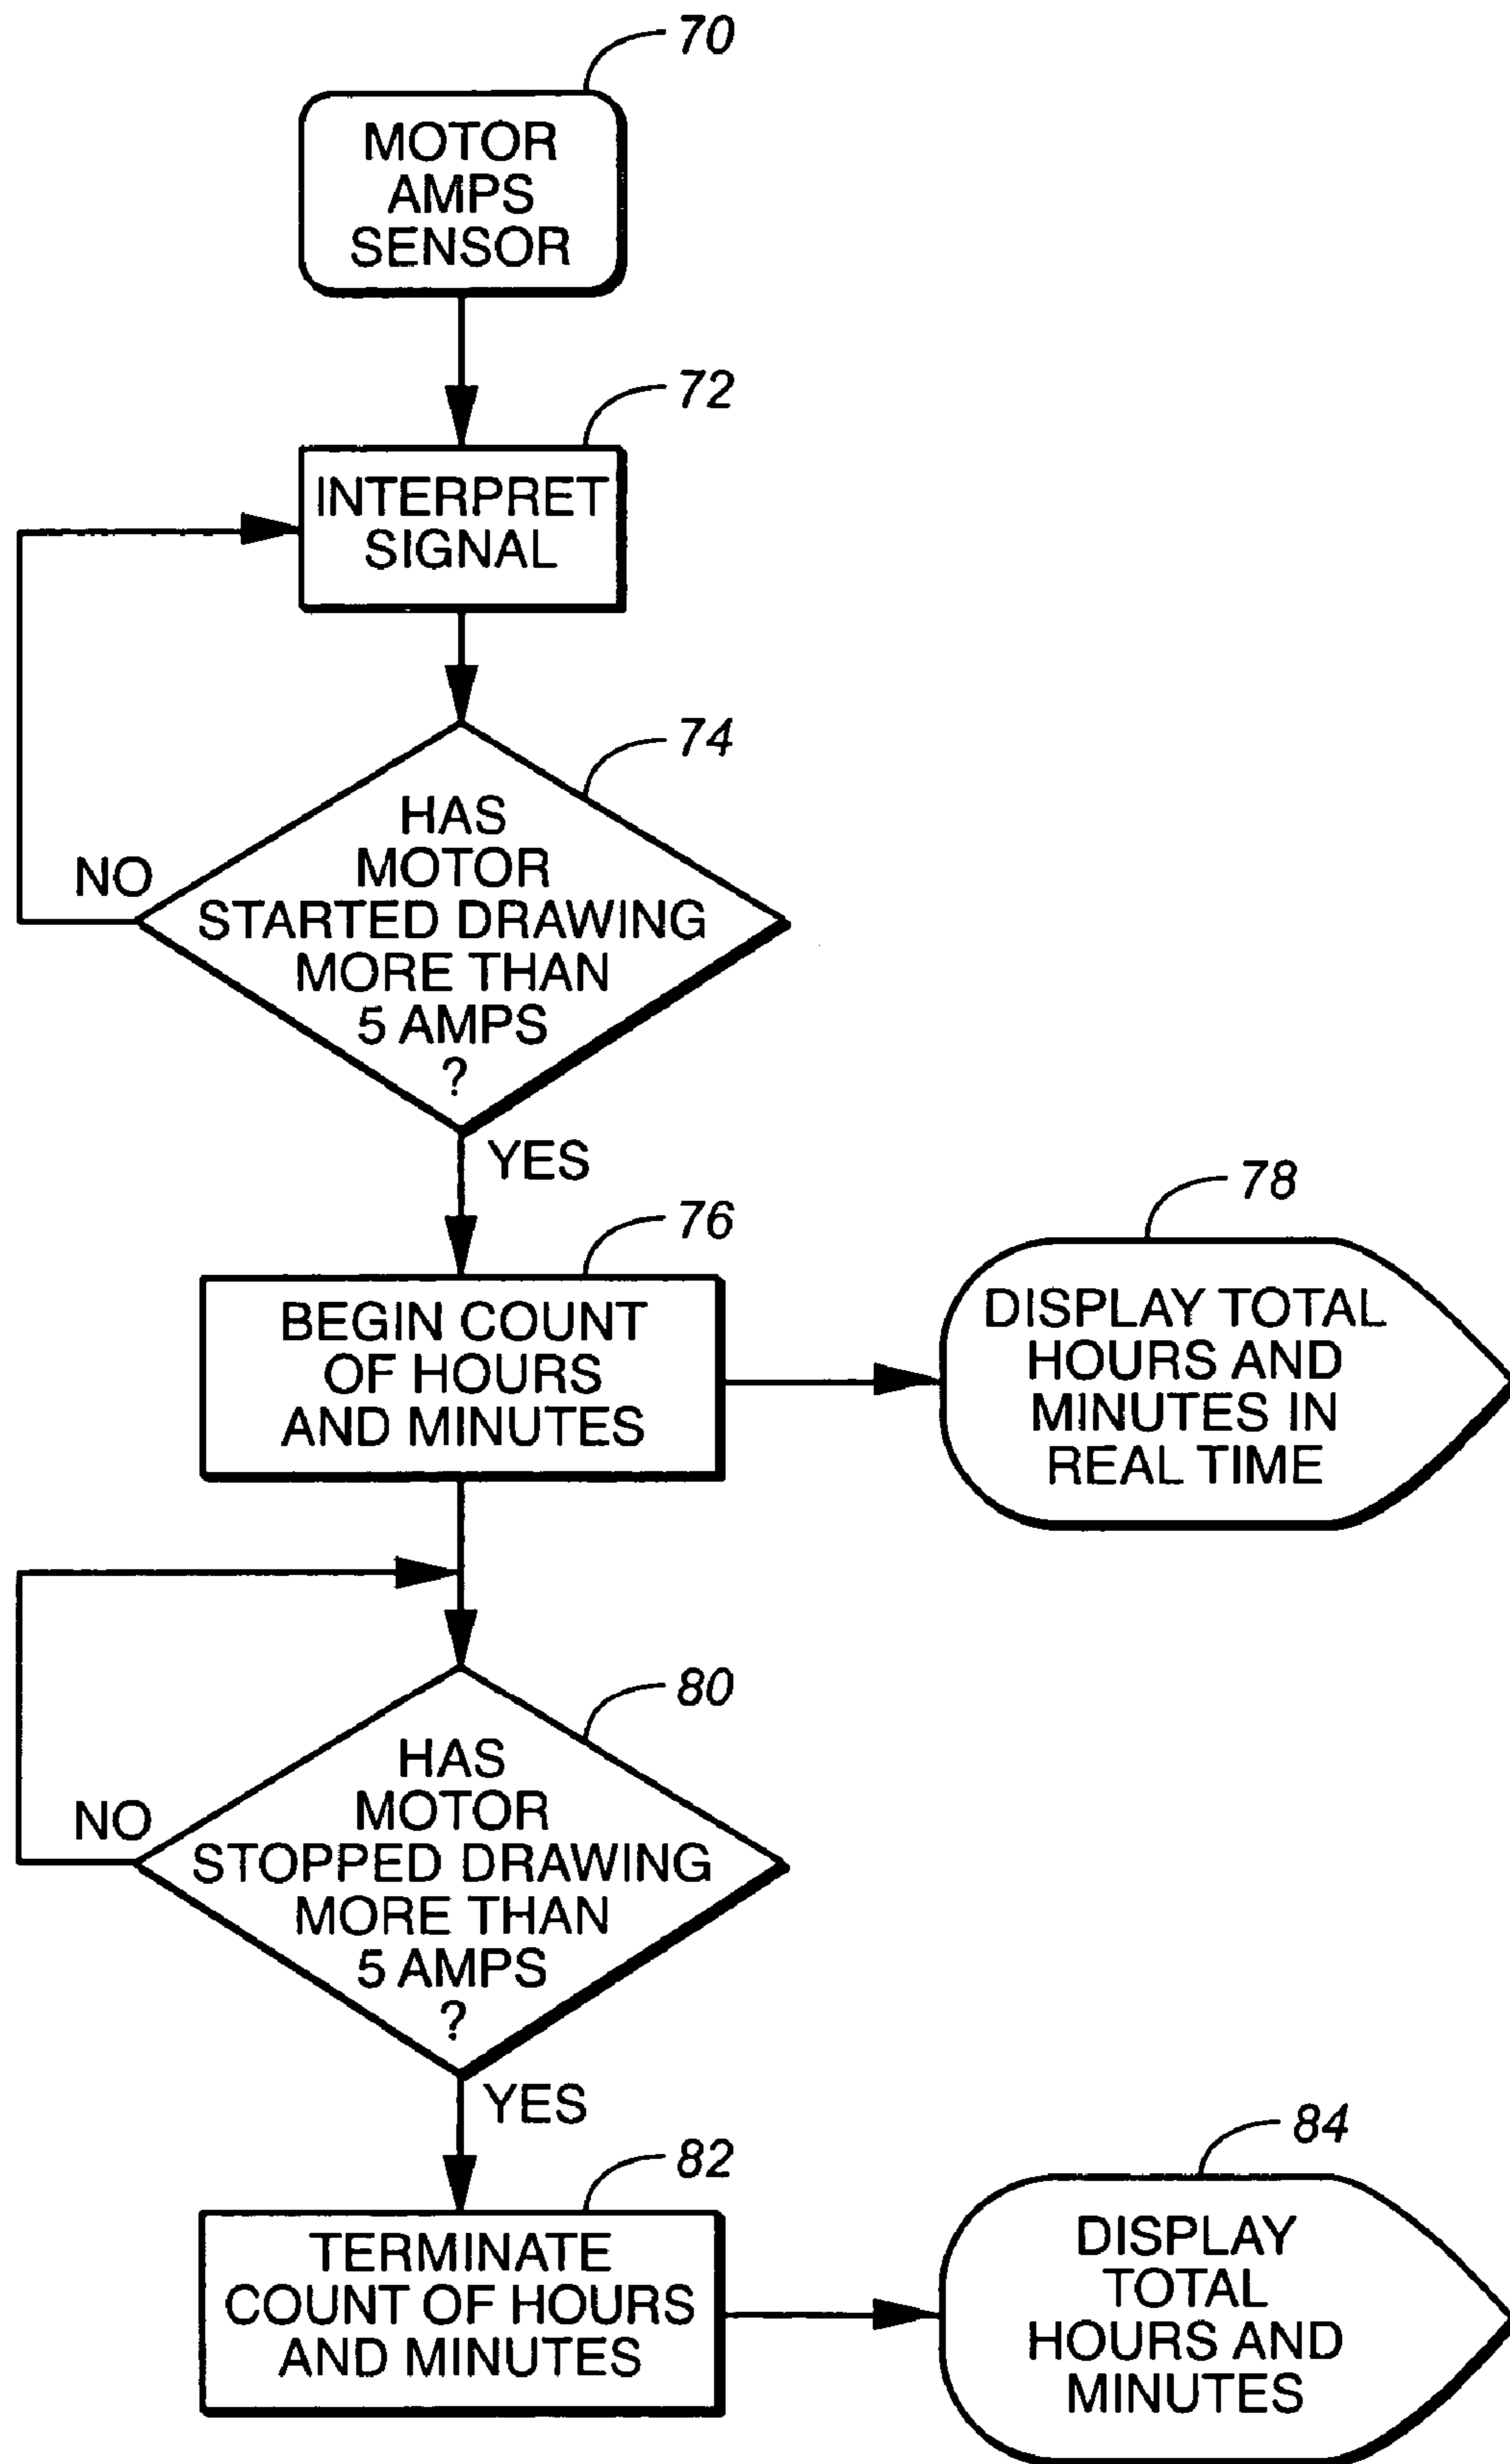 70
MOTOR
AMPS
SENSOR
72
INTERPRET
SIGNAL
74
HAS
MOTOR
STARTED DRAWING
MORE THAN
5 AMPS
?
NO
YES
76
BEGIN COUNT
OF HOURS
AND MINUTES
78
DISPLAY TOTAL
HOURS AND
MINUTES IN
REAL TIME
80
HAS
MOTOR
STOPPED DRAWING
MORE THAN
5 AMPS
?
NO
YES
82
TERMINATE
COUNT OF HOURS
AND MINUTES
84
DISPLAY
TOTAL
HOURS AND
MINUTES